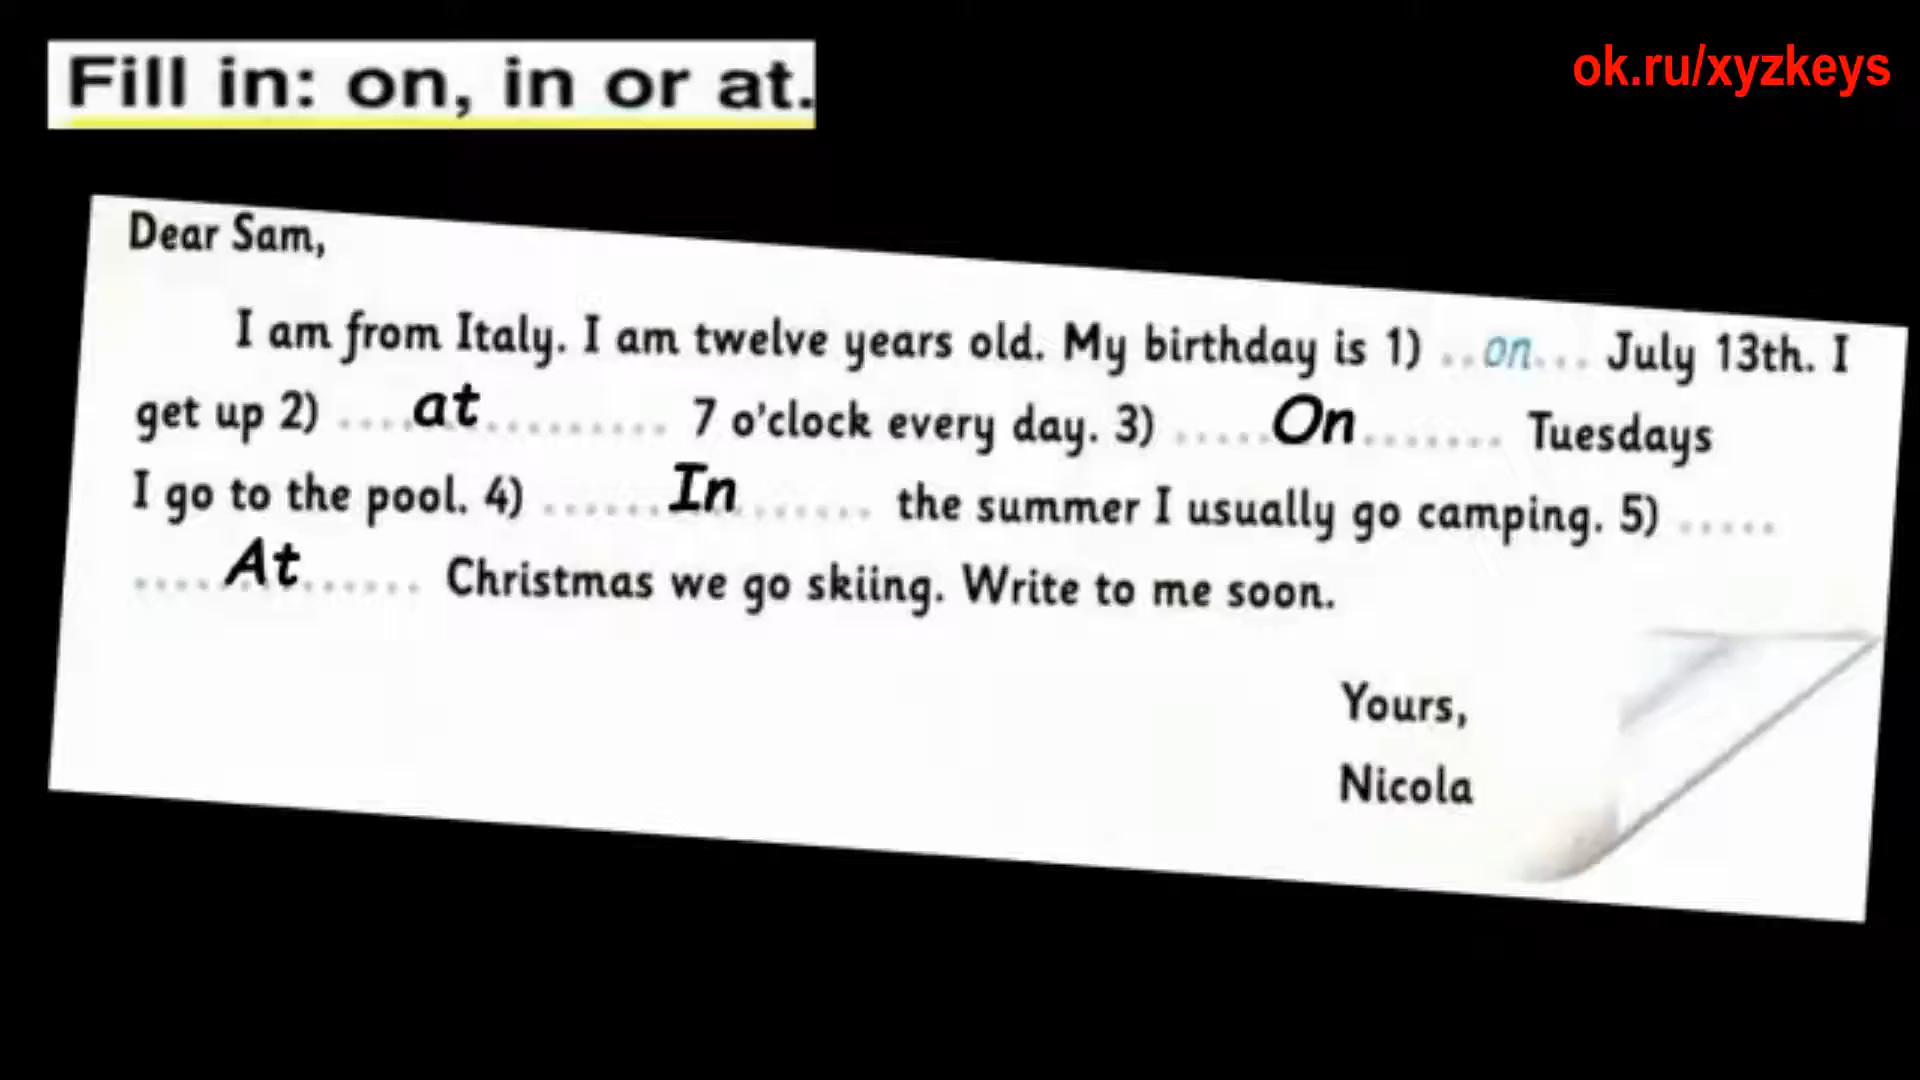 Fill in: on, in or at.
ok.ru/xyzkeys
Dear Sam,
I am from Italy. I am twelve years old. My birthday is 1) ..on... July 13th. I
get up 2) ....at......... 7 o'clock every day. 3) .....On....... Tuesdays
I go to the pool. 4) ......In....... the summer I usually go camping. 5) .....
....At...... Christmas we go skiing. Write to me soon.
Yours,
Nicola